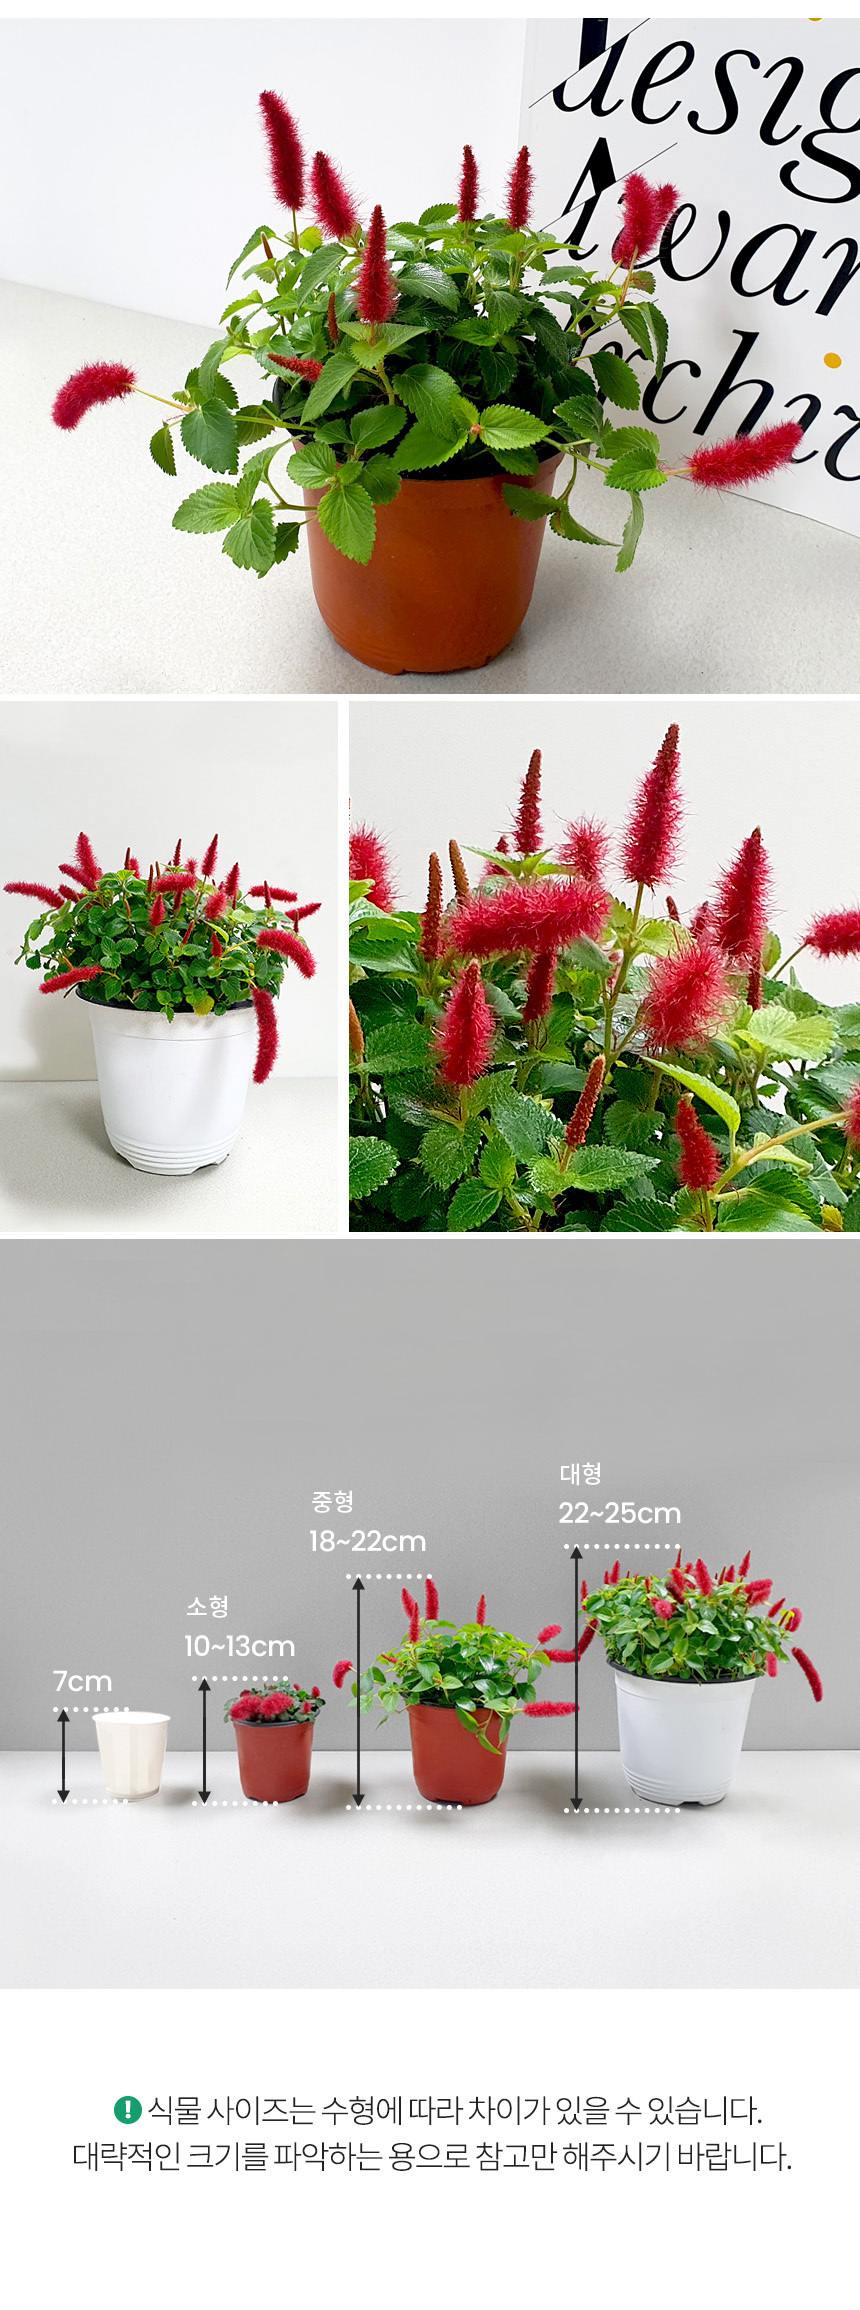 desig
Awar
rchiv
대형
22~25cm
중형
18~22cm
소형
10~13cm
7cm
! 식물 사이즈는 수형에 따라 차이가 있을 수 있습니다.
대략적인 크기를 파악하는 용으로 참고만 해주시기 바랍니다.